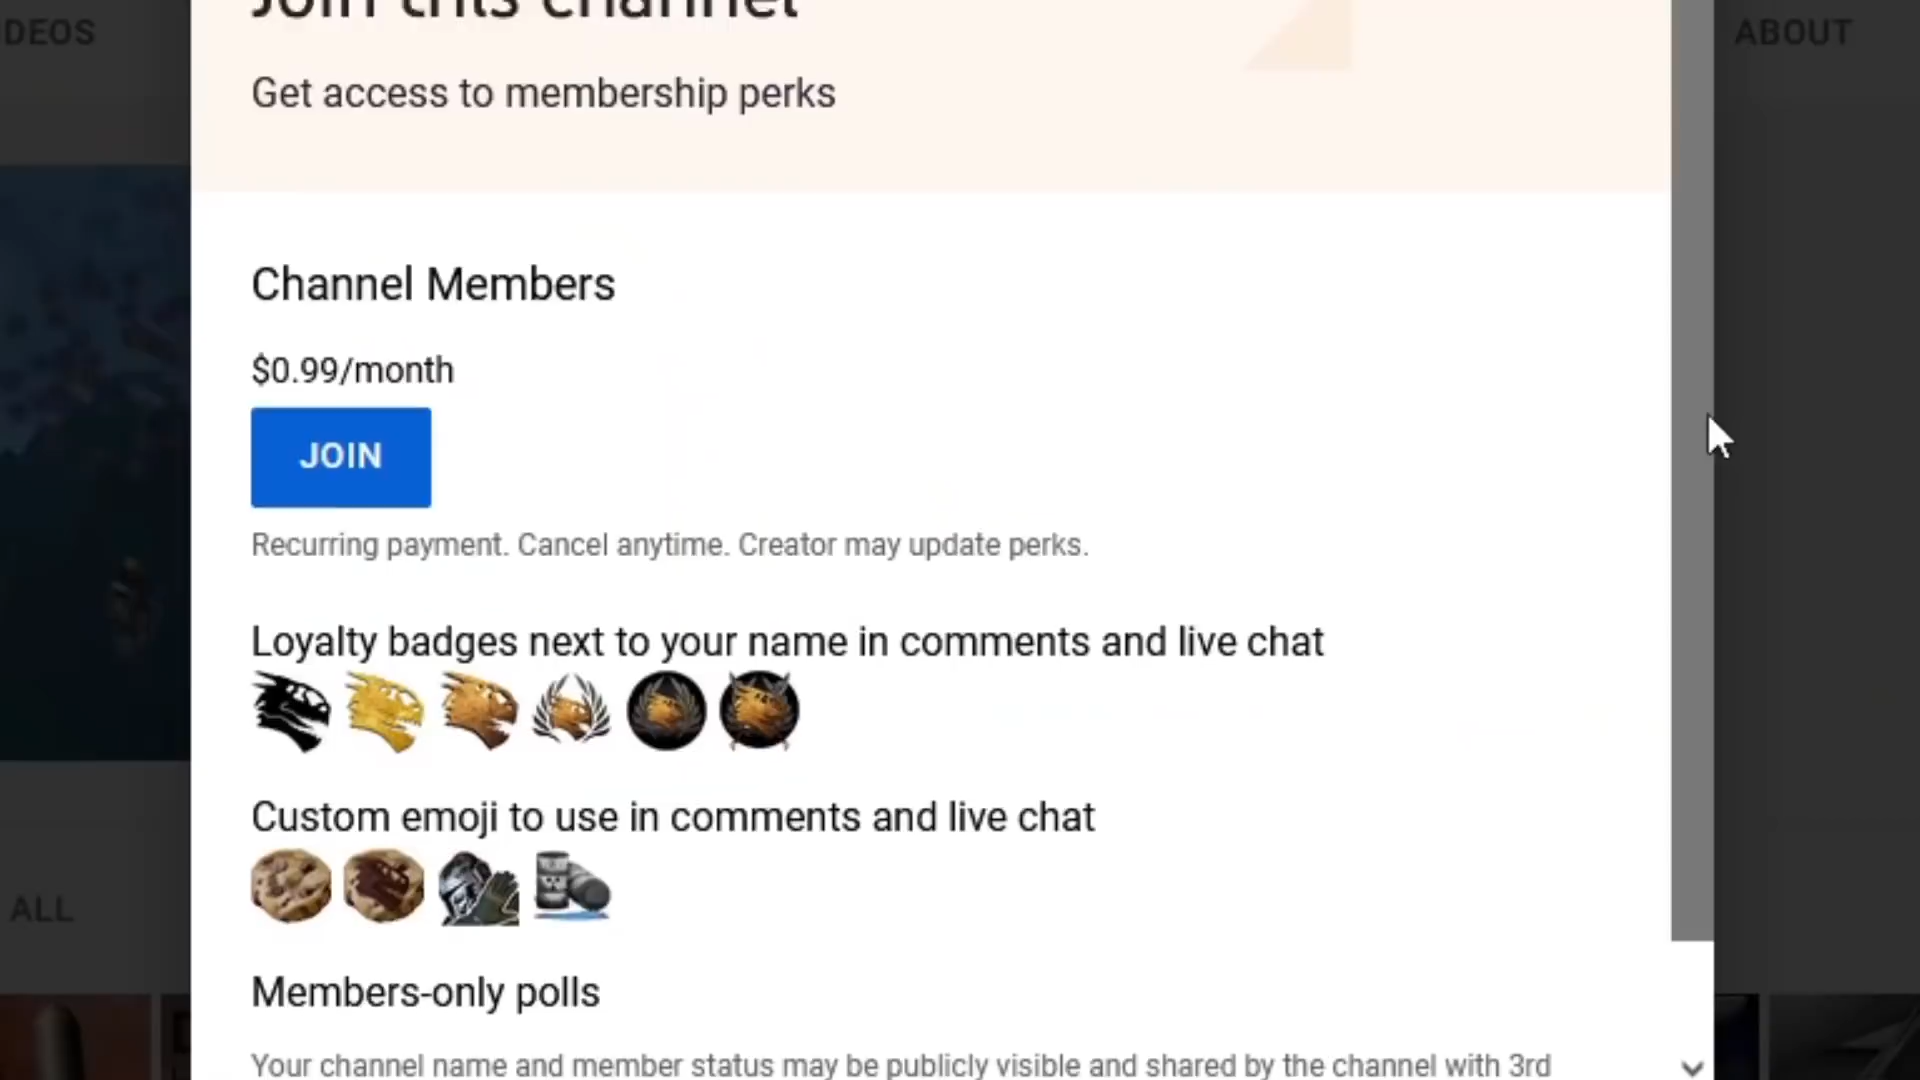 Join this channel
DEOS
ABOUT
Get access to membership perks
Channel Members
$0.99/month
JOIN
Recurring payment. Cancel anytime. Creator may update perks.
Loyalty badges next to your name in comments and live chat
Custom emoji to use in comments and live chat
ALL
Members-only polls
Your channel name and member status may be publicly visible and shared by the channel with 3rd